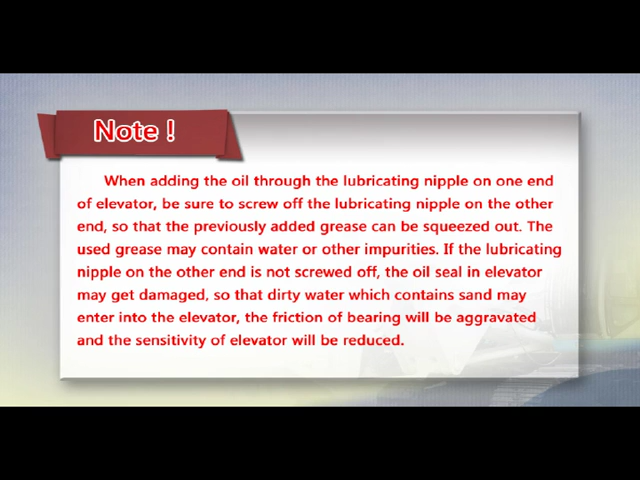 Note !
When adding the oil through the lubricating nipple on one end
of elevator, be sure to screw off the lubricating nipple on the other
end, so that the previously added grease can be squeezed out. The
used grease may contain water or other impurities. If the lubricating
nipple on the other end is not screwed off, the oil seal in elevator
may get damaged, so that dirty water which contains sand may
enter into the elevator, the friction of bearing will be aggravated
and the sensitivity of elevator will be reduced.